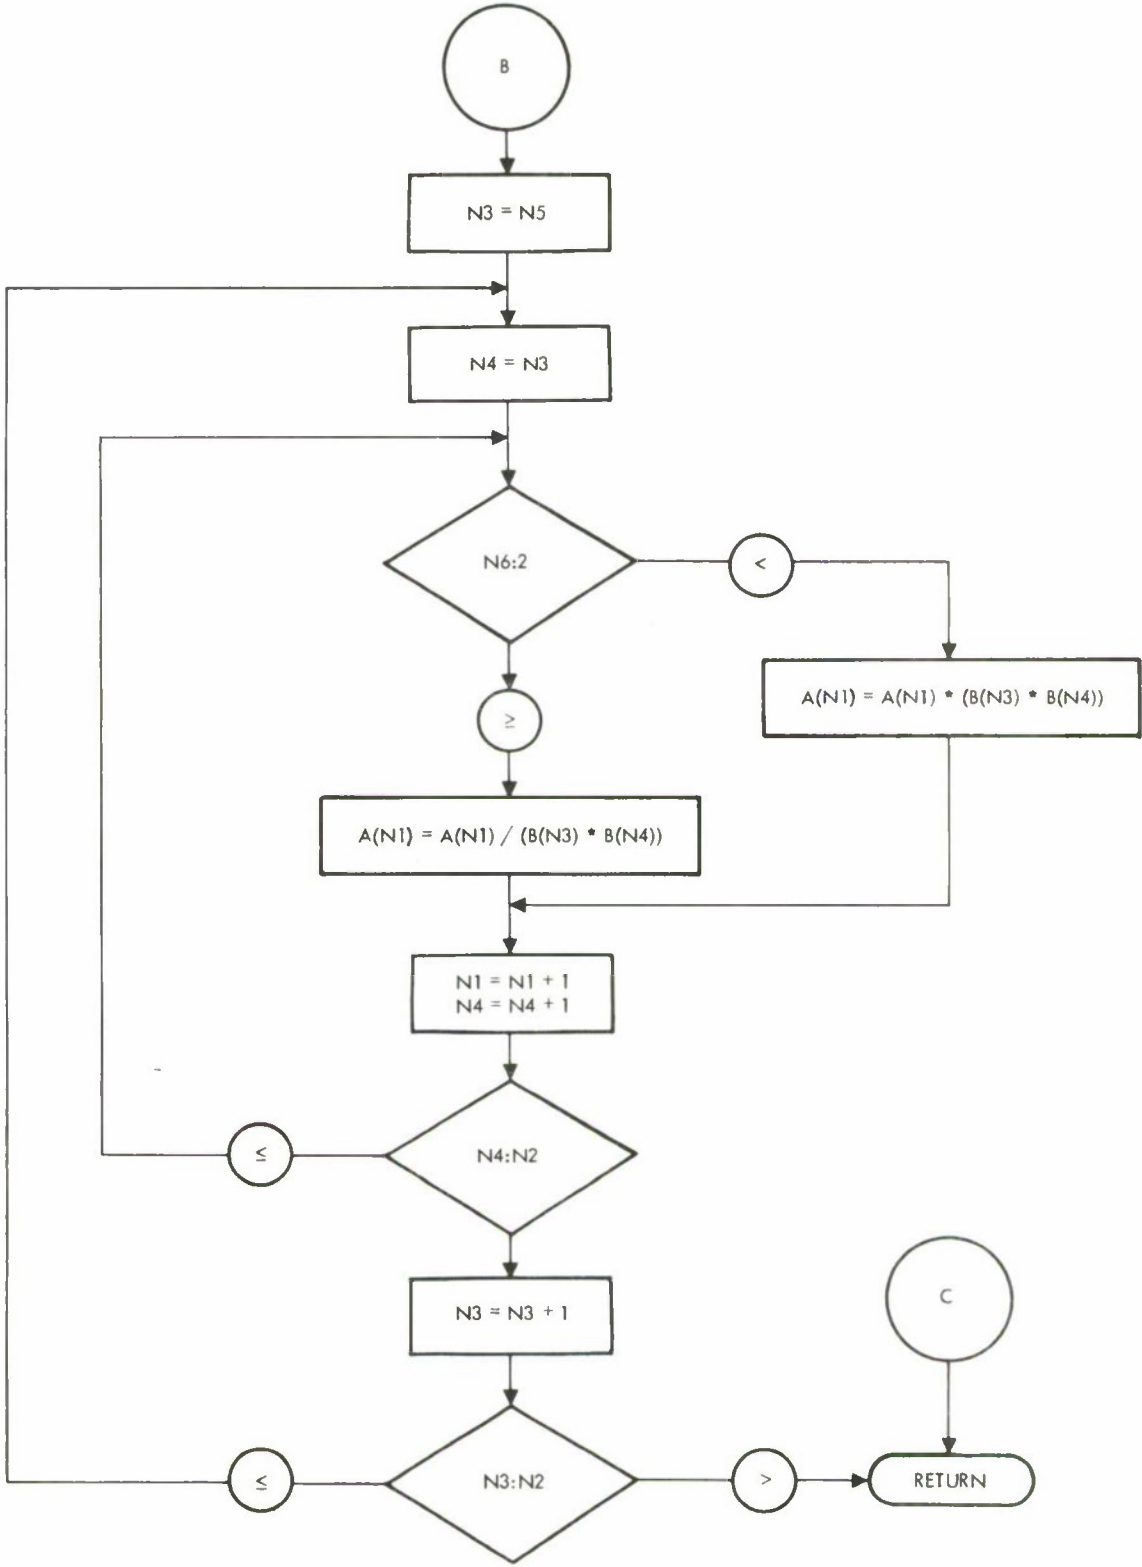 B
N3 = N5
N4 = N3
N6:2
<
A(N1) = A(N1) * (B(N3) * B(N4))
≥
A(N1) = A(N1) / (B(N3) * B(N4))
N1 = N1 + 1
N4 = N4 + 1
≤
N4:N2
N3 = N3 + 1
C
≤
N3:N2
>
RETURN